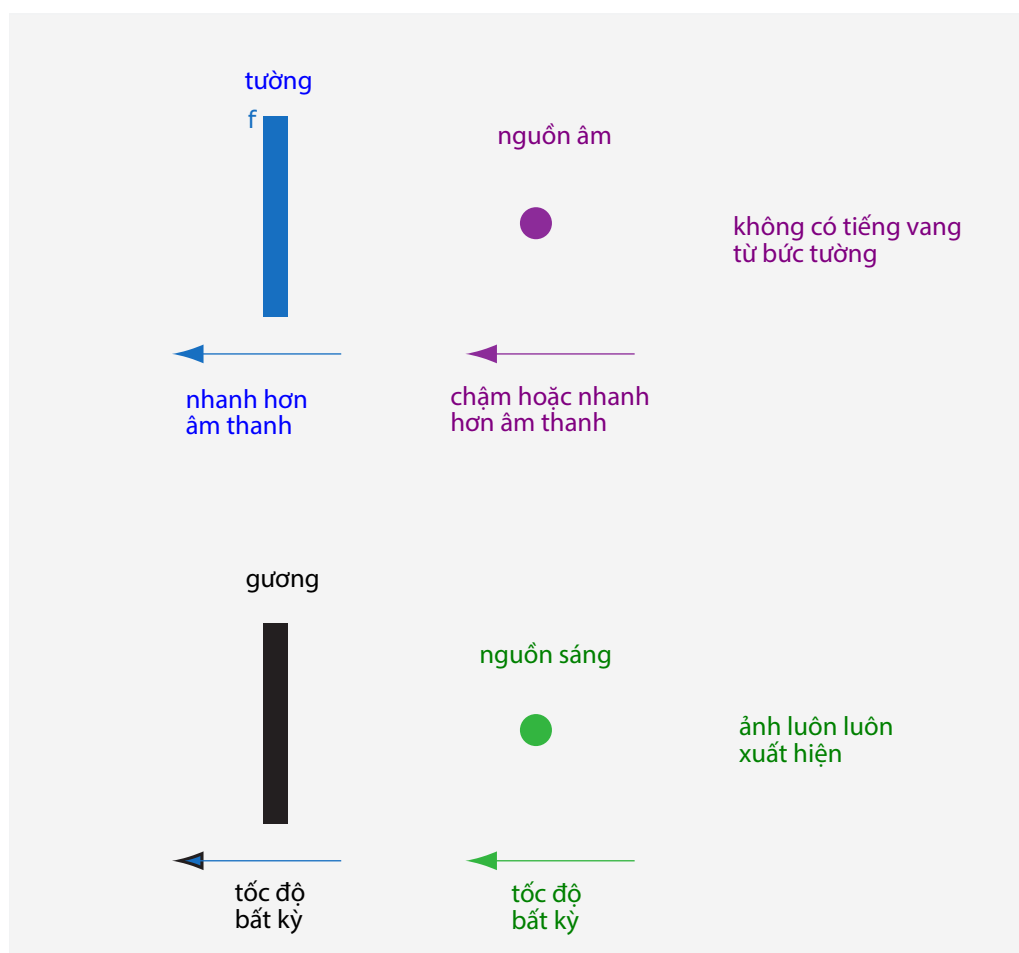 tường
f
nguồn âm
không có tiếng vang
từ bức tường
nhanh hơn
âm thanh
chậm hoặc nhanh
hơn âm thanh
gương
nguồn sáng
ảnh luôn luôn
xuất hiện
tốc độ
bất kỳ
tốc độ
bất kỳ